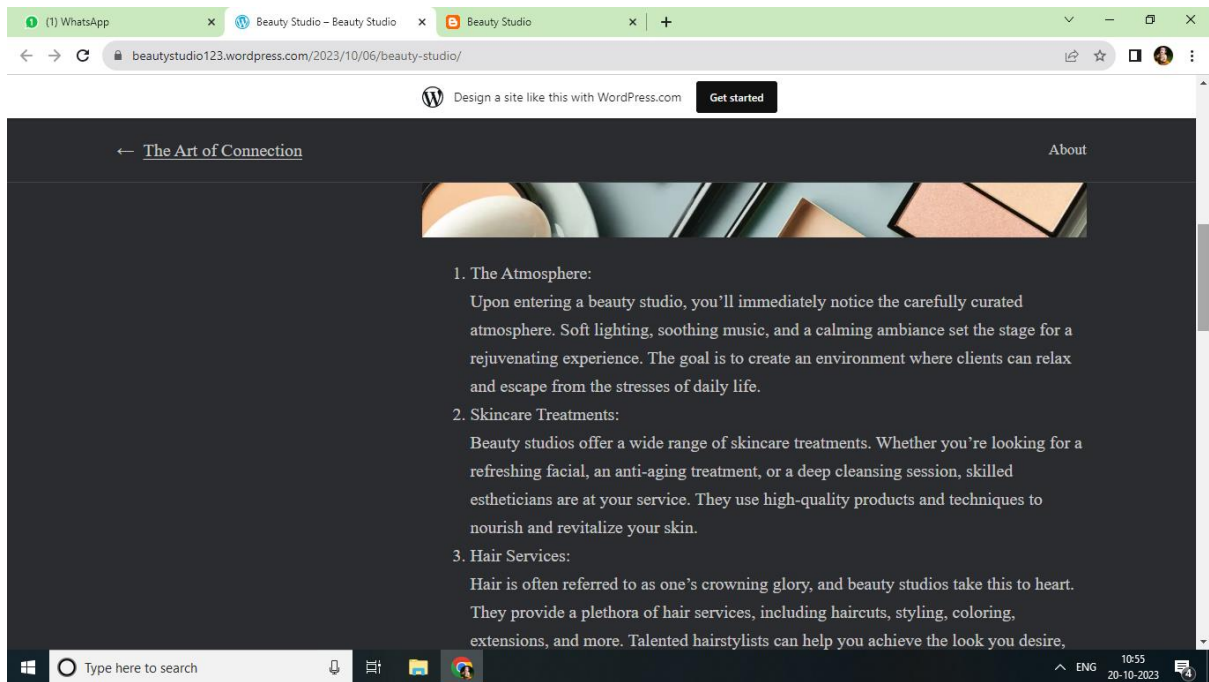 (1) WhatsApp
Beauty Studio – Beauty Studio
Beauty Studio
beautystudio123.wordpress.com/2023/10/06/beauty-studio/
Design a site like this with WordPress.com
Get started
← The Art of Connection
About
1. The Atmosphere:
Upon entering a beauty studio, you’ll immediately notice the carefully curated
atmosphere. Soft lighting, soothing music, and a calming ambiance set the stage for a
rejuvenating experience. The goal is to create an environment where clients can relax
and escape from the stresses of daily life.
2. Skincare Treatments:
Beauty studios offer a wide range of skincare treatments. Whether you’re looking for a
refreshing facial, an anti-aging treatment, or a deep cleansing session, skilled
estheticians are at your service. They use high-quality products and techniques to
nourish and revitalize your skin.
3. Hair Services:
Hair is often referred to as one’s crowning glory, and beauty studios take this to heart.
They provide a plethora of hair services, including haircuts, styling, coloring,
extensions, and more. Talented hairstylists can help you achieve the look you desire,
Type here to search
ENG
10:55
20-10-2023
4